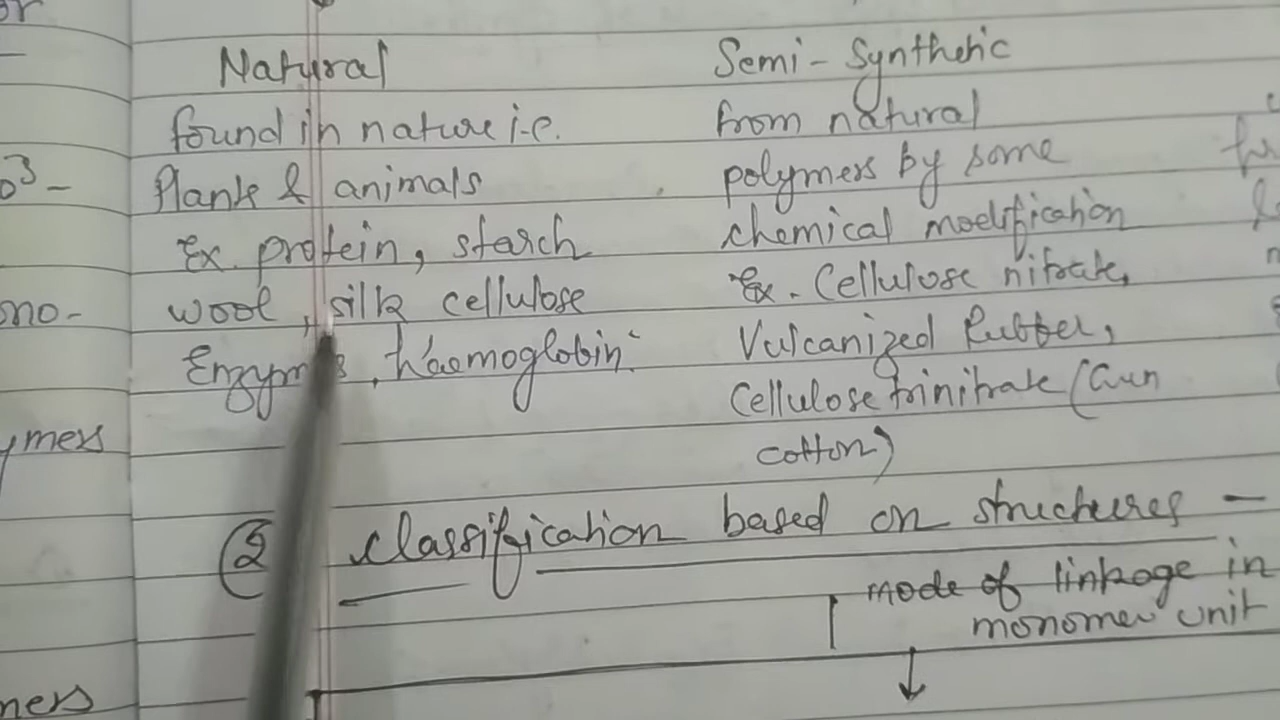 Natural
found in nature i.e.
Plants & animals
Ex. protein, starch
wool, silk cellulose
Enzymes, haemoglobin
Semi-Synthetic
from natural
polymers by some
chemical modification
Ex. Cellulose nitrate,
Vulcanized Rubber,
Cellulose trinitrate (Gun
cotton)
② Classification based on structures -
mode of linkage in
monomer unit